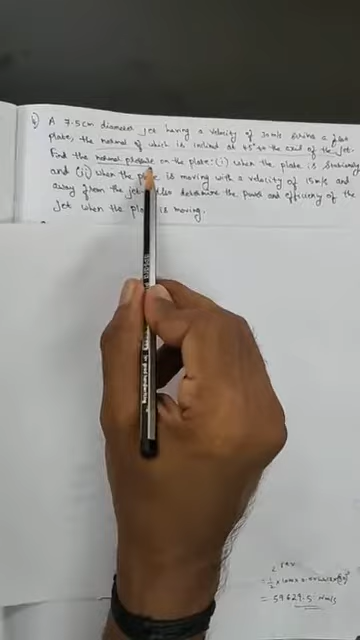 6) A 7.5cm diameter jet having a velocity of 30m/s strikes a flat
plate, the normal of which is inclined at 45° to the axis of the jet.
Find the normal pressure on the plate: (i) when the plate is stationary
and (ii) when the plate is moving with a velocity of 15m/s and
away from the jet. Also determine the power and efficiency of the
Jet when the plate is moving.
= 59629.5 Nm/s